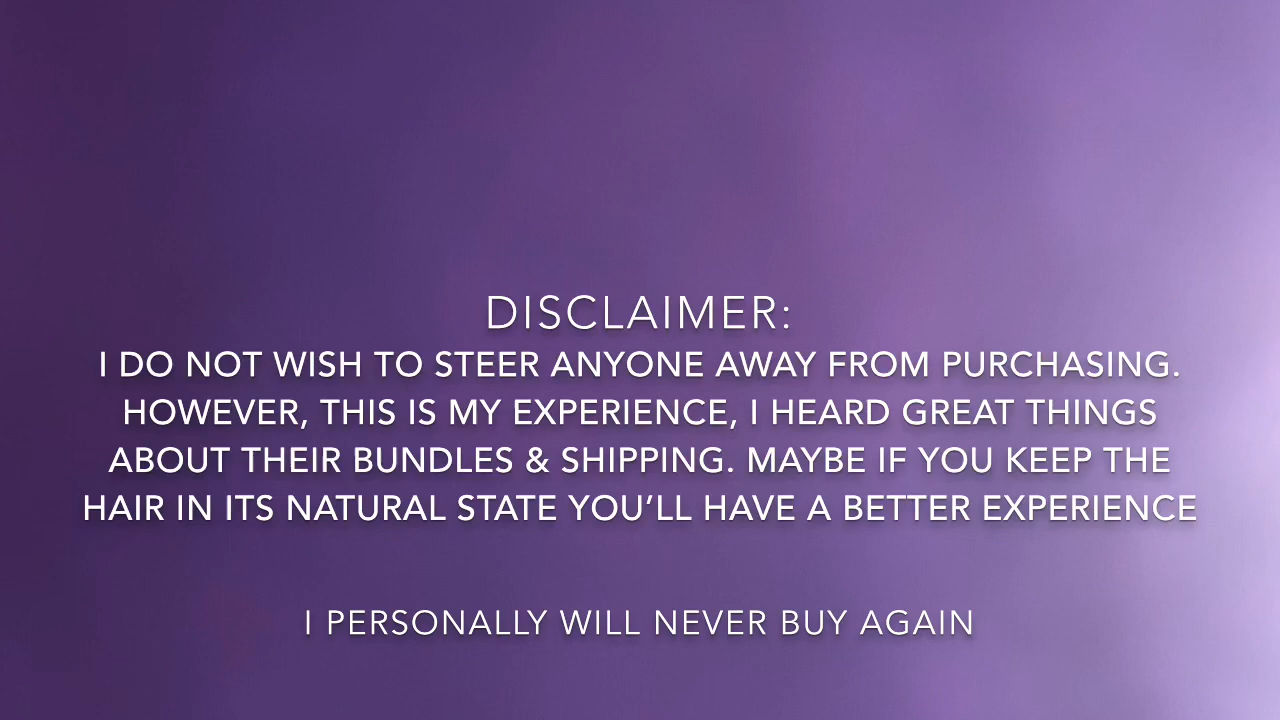 DISCLAIMER:
I DO NOT WISH TO STEER ANYONE AWAY FROM PURCHASING.
HOWEVER, THIS IS MY EXPERIENCE, I HEARD GREAT THINGS
ABOUT THEIR BUNDLES & SHIPPING. MAYBE IF YOU KEEP THE
HAIR IN ITS NATURAL STATE YOU’LL HAVE A BETTER EXPERIENCE
I PERSONALLY WILL NEVER BUY AGAIN